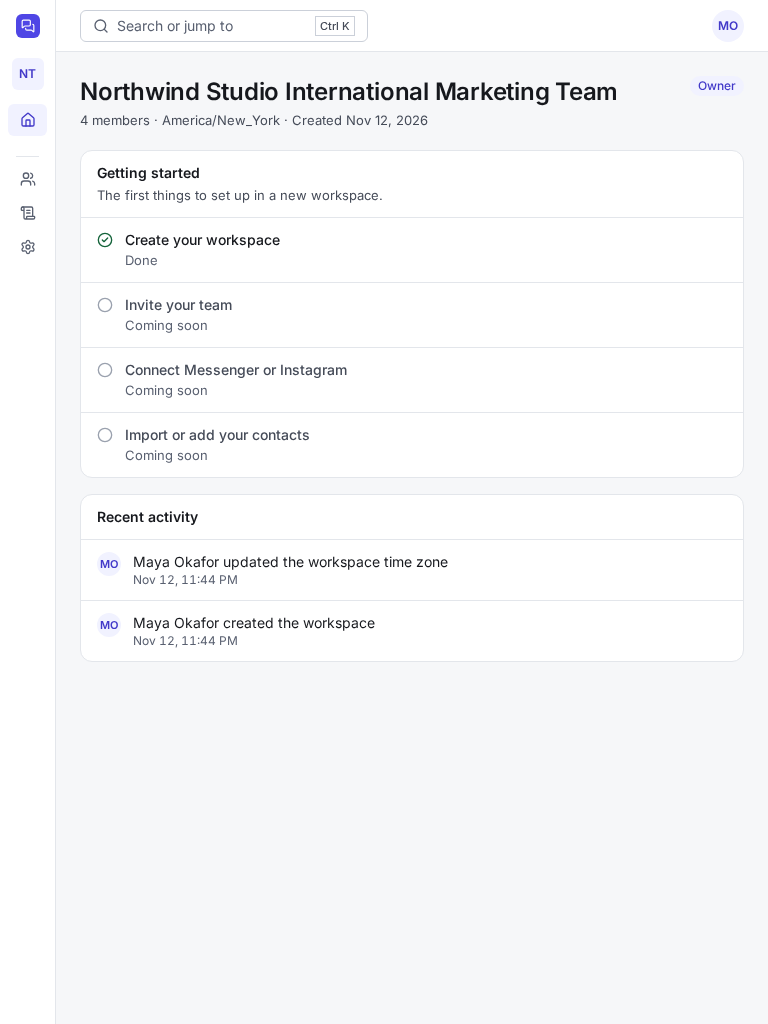 Search or jump to
Ctrl K
MO
NT
Northwind Studio International Marketing Team
Owner
4 members · America/New_York · Created Nov 12, 2026
Getting started
The first things to set up in a new workspace.
Create your workspace
Done
Invite your team
Coming soon
Connect Messenger or Instagram
Coming soon
Import or add your contacts
Coming soon
Recent activity
MO
Maya Okafor updated the workspace time zone
Nov 12, 11:44 PM
MO
Maya Okafor created the workspace
Nov 12, 11:44 PM